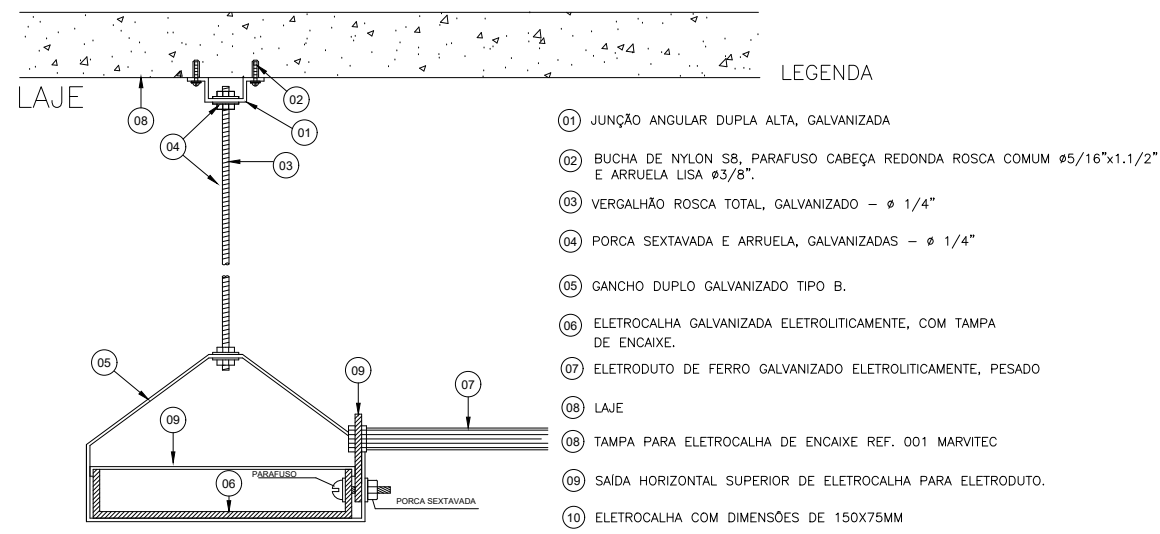 LAJE
02
08
01
04
03
05
09
07
09
PARAFUSO
06
PORCA SEXTAVADA
LEGENDA
01 JUNÇÃO ANGULAR DUPLA ALTA, GALVANIZADA
02 BUCHA DE NYLON S8, PARAFUSO CABEÇA REDONDA ROSCA COMUM ø5/16"x1.1/2"
E ARRUELA LISA ø3/8".
03 VERGALHÃO ROSCA TOTAL, GALVANIZADO – ø 1/4"
04 PORCA SEXTAVADA E ARRUELA, GALVANIZADAS – ø 1/4"
05 GANCHO DUPLO GALVANIZADO TIPO B.
06 ELETROCALHA GALVANIZADA ELETROLITICAMENTE, COM TAMPA
DE ENCAIXE.
07 ELETRODUTO DE FERRO GALVANIZADO ELETROLITICAMENTE, PESADO
08 LAJE
08 TAMPA PARA ELETROCALHA DE ENCAIXE REF. 001 MARVITEC
09 SAÍDA HORIZONTAL SUPERIOR DE ELETROCALHA PARA ELETRODUTO.
10 ELETROCALHA COM DIMENSÕES DE 150X75MM